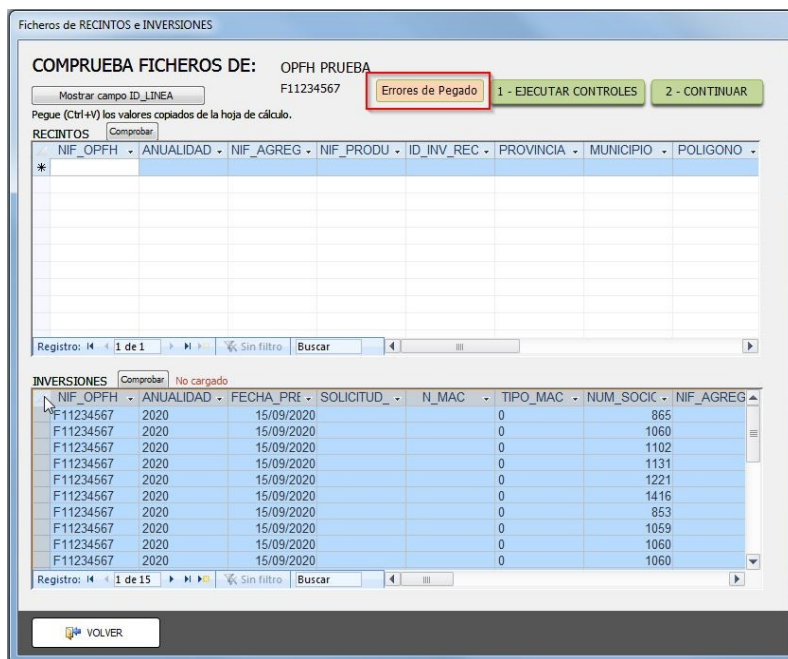 Ficheros de RECINTOS e INVERSIONES
COMPRUEBA FICHEROS DE: OPFH PRUEBA
F11234567
Mostrar campo ID_LINEA
Errores de Pegado
1 - EJECUTAR CONTROLES
2 - CONTINUAR
Pegue (Ctrl+V) los valores copiados de la hoja de cálculo.
RECINTOS Comprobar
NIF_OPFH ANUALIDAD NIF_AGREG NIF_PRODU ID_INV_REC PROVINCIA MUNICIPIO POLIGONO
*
Registro: 1 de 1 Sin filtro Buscar
INVERSIONES Comprobar No cargado
NIF_OPFH ANUALIDAD FECHA_PRE SOLICITUD_ N_MAC TIPO_MAC NUM_SOCIC NIF_AGREG
F11234567 2020 15/09/2020 0 865
F11234567 2020 15/09/2020 0 1060
F11234567 2020 15/09/2020 0 1102
F11234567 2020 15/09/2020 0 1131
F11234567 2020 15/09/2020 0 1221
F11234567 2020 15/09/2020 0 1416
F11234567 2020 15/09/2020 0 853
F11234567 2020 15/09/2020 0 1059
F11234567 2020 15/09/2020 0 1060
F11234567 2020 15/09/2020 0 1060
Registro: 1 de 15 Sin filtro Buscar
VOLVER